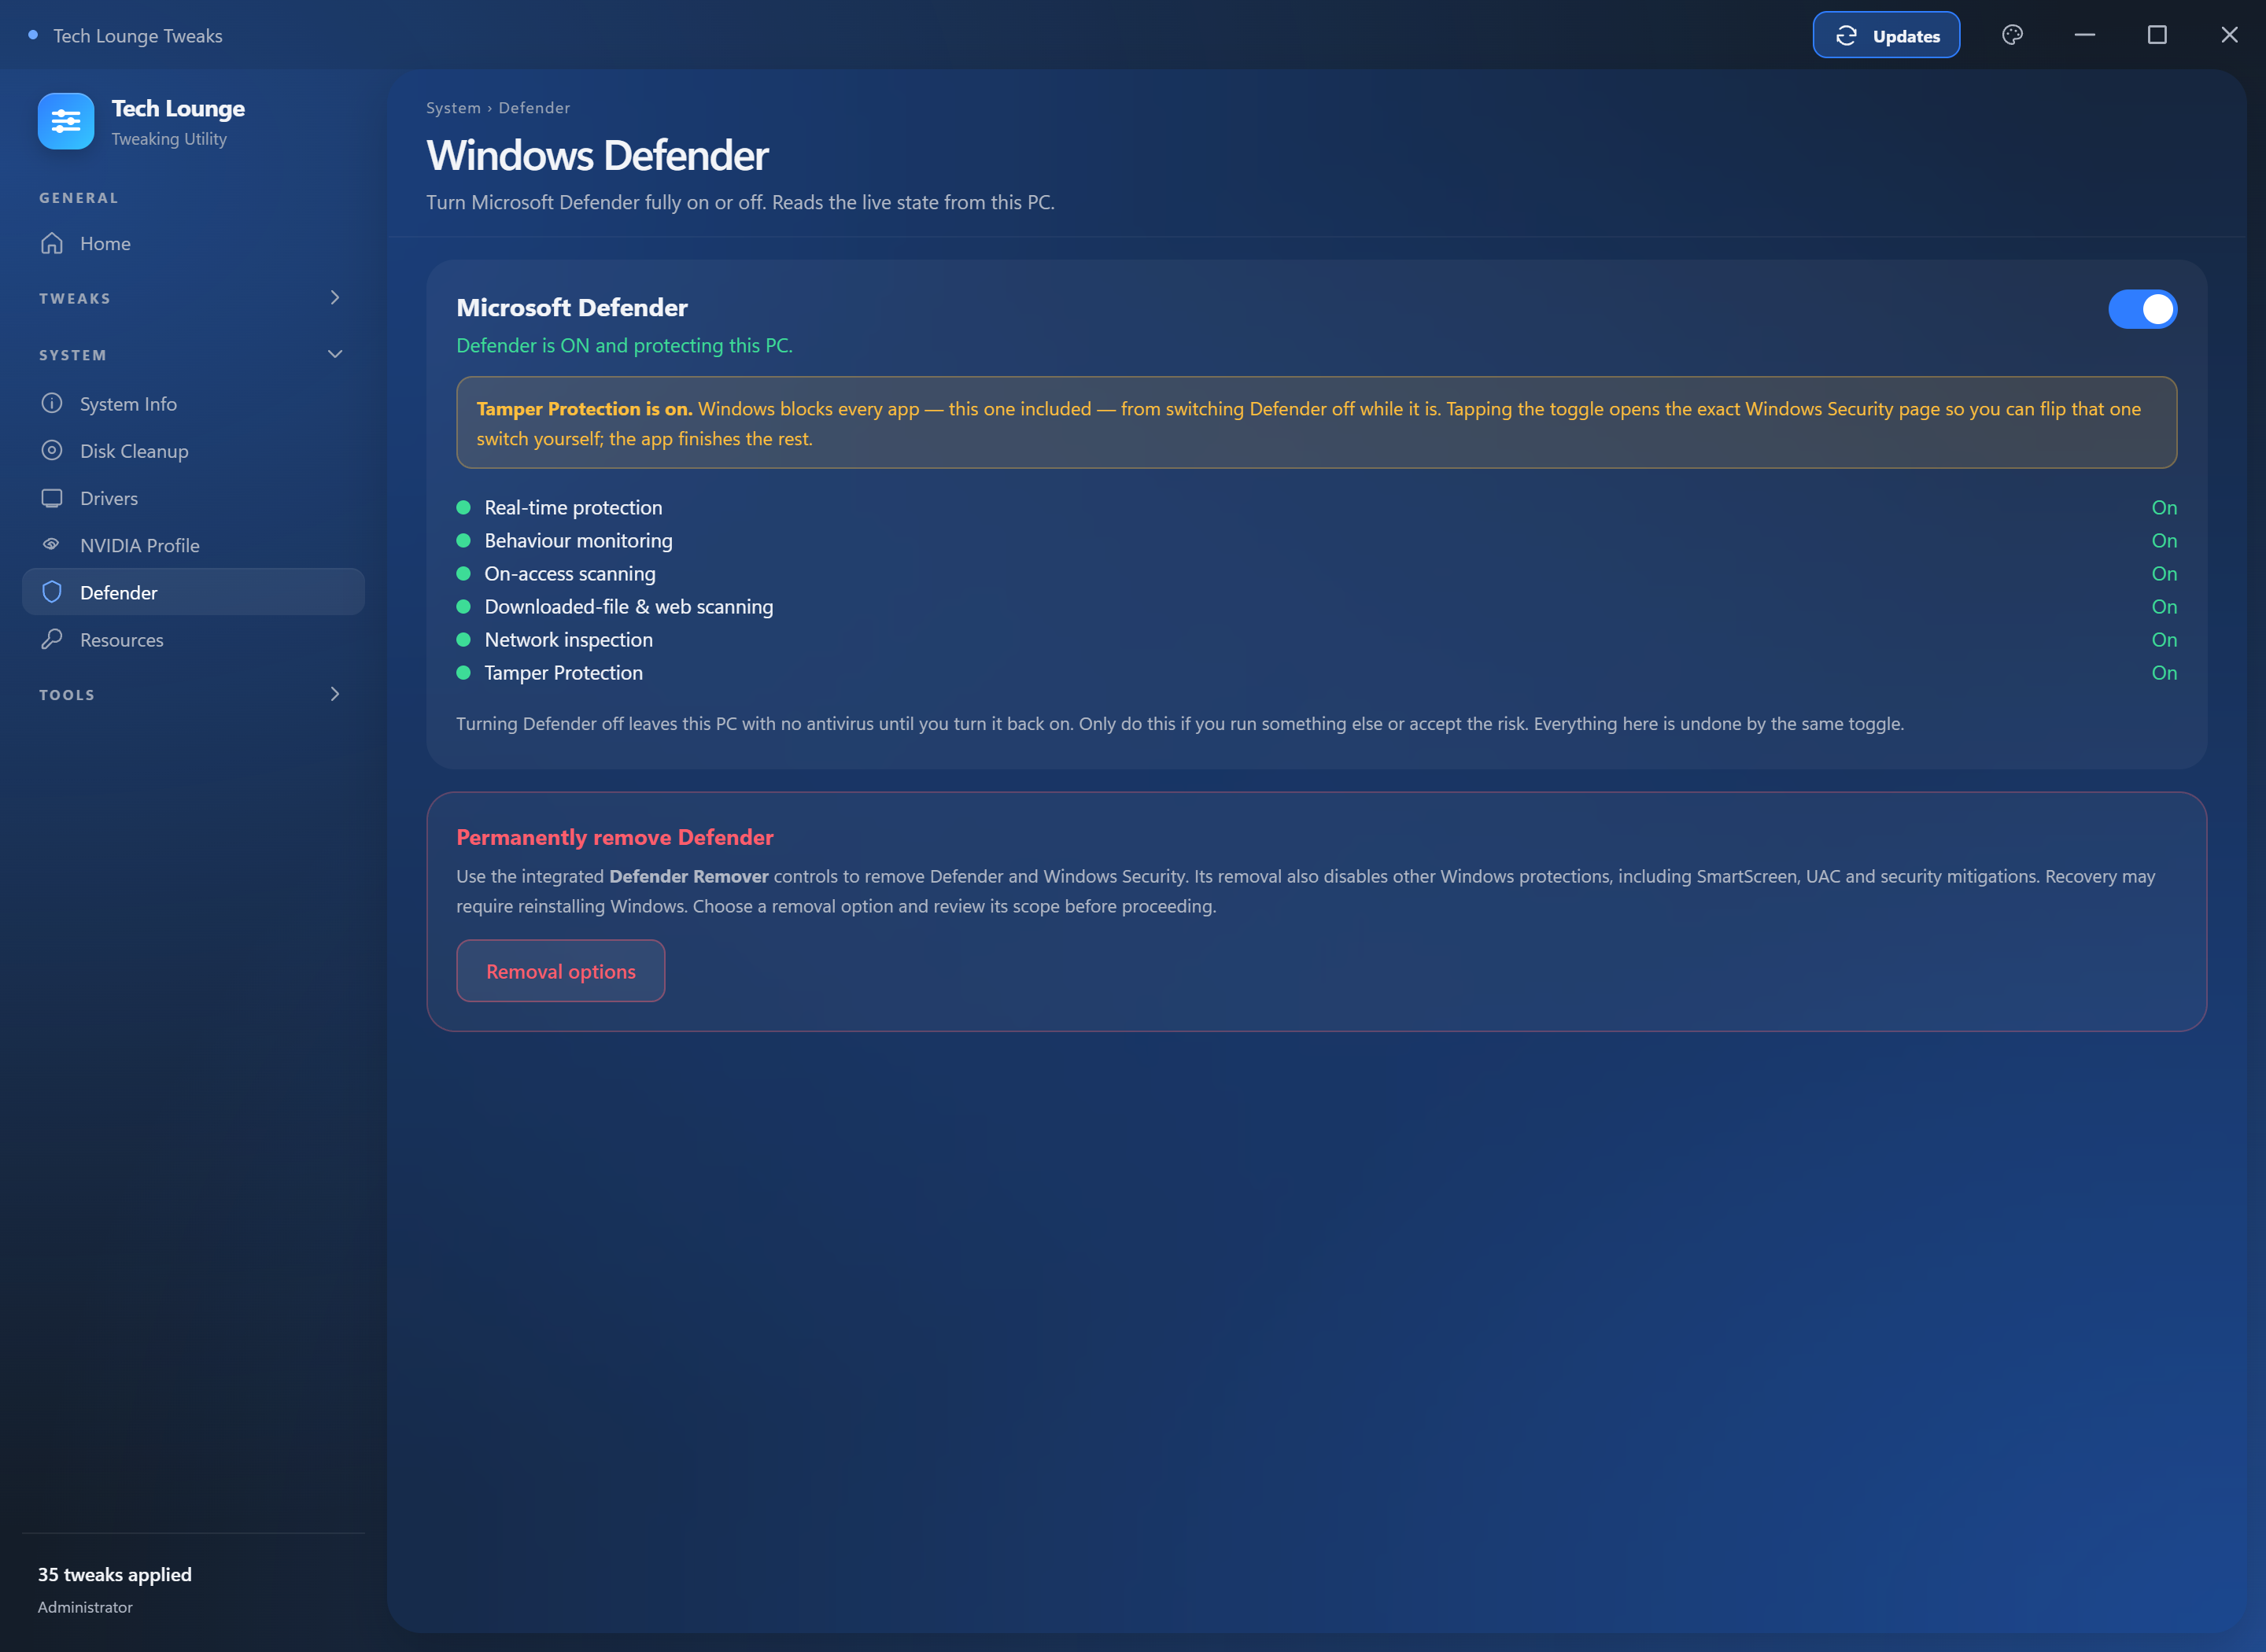 Tech Lounge Tweaks
Updates
Tech Lounge
Tweaking Utility
GENERAL
Home
TWEAKS
SYSTEM
System Info
Disk Cleanup
Drivers
NVIDIA Profile
Defender
Resources
TOOLS
35 tweaks applied
Administrator
System › Defender
Windows Defender
Turn Microsoft Defender fully on or off. Reads the live state from this PC.
Microsoft Defender
Defender is ON and protecting this PC.
Tamper Protection is on. Windows blocks every app — this one included — from switching Defender off while it is. Tapping the toggle opens the exact Windows Security page so you can flip that one
switch yourself; the app finishes the rest.
Real-time protection On
Behaviour monitoring On
On-access scanning On
Downloaded-file & web scanning On
Network inspection On
Tamper Protection On
Turning Defender off leaves this PC with no antivirus until you turn it back on. Only do this if you run something else or accept the risk. Everything here is undone by the same toggle.
Permanently remove Defender
Use the integrated Defender Remover controls to remove Defender and Windows Security. Its removal also disables other Windows protections, including SmartScreen, UAC and security mitigations. Recovery may
require reinstalling Windows. Choose a removal option and review its scope before proceeding.
Removal options